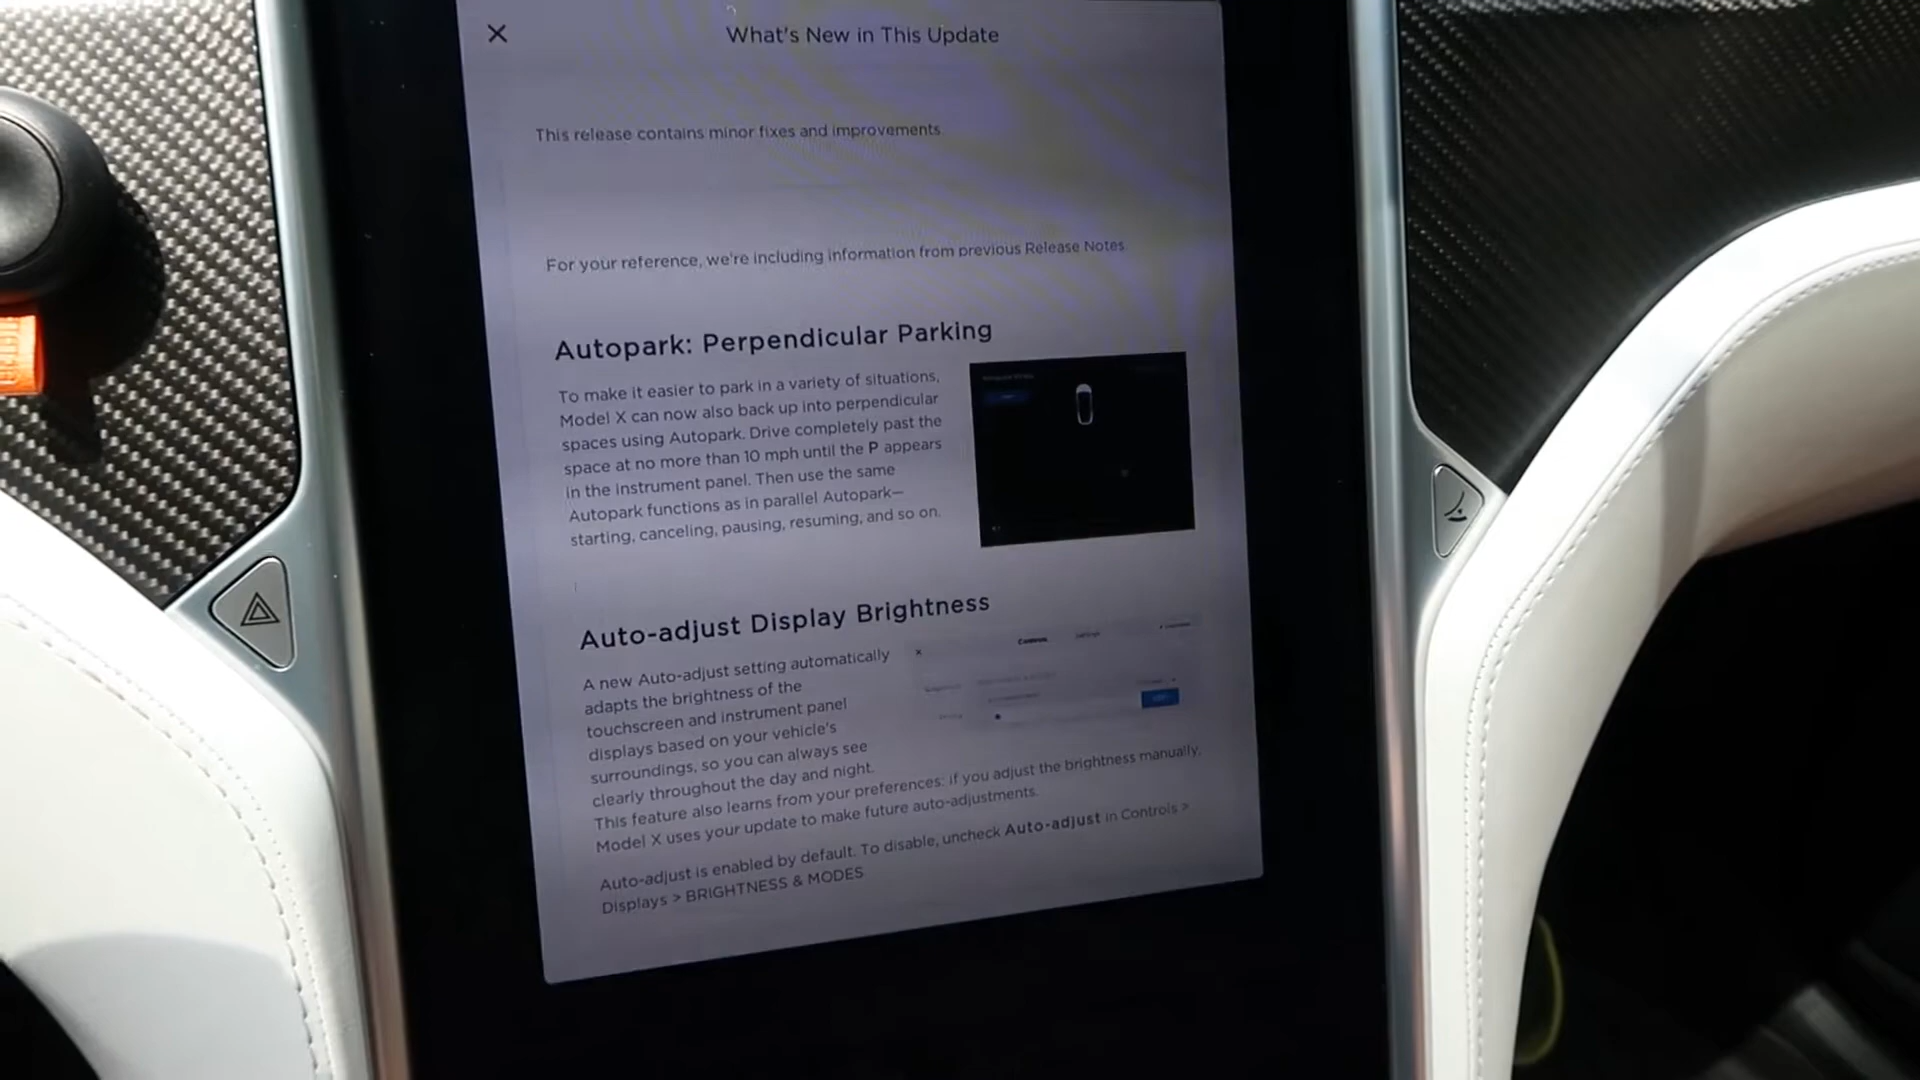 What's New in This Update
This release contains minor fixes and improvements.
For your reference, we're including information from previous Release Notes
Autopark: Perpendicular Parking
To make it easier to park in a variety of situations,
Model X can now also back up into perpendicular
spaces using Autopark. Drive completely past the
space at no more than 10 mph until the P appears
in the instrument panel. Then use the same
Autopark functions as in parallel Autopark—
starting, canceling, pausing, resuming, and so on.
Auto-adjust Display Brightness
A new Auto-adjust setting automatically
adapts the brightness of the
touchscreen and instrument panel
displays based on your vehicle's
surroundings, so you can always see
clearly throughout the day and night.
This feature also learns from your preferences: if you adjust the brightness manually,
Model X uses your update to make future auto-adjustments.
Auto-adjust is enabled by default. To disable, uncheck Auto-adjust in Controls >
Displays > BRIGHTNESS & MODES